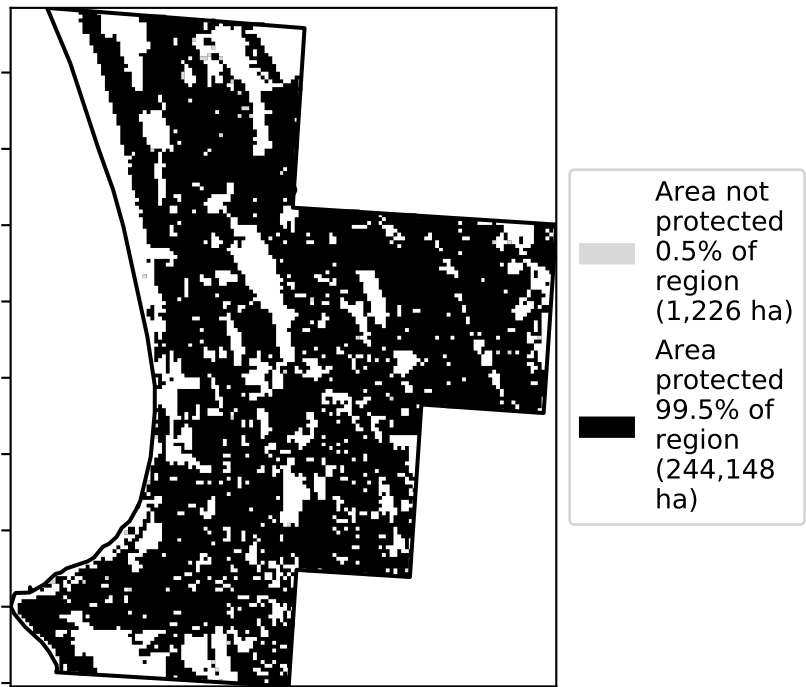 Area not
protected
0.5% of
region
(1,226 ha)
Area
protected
99.5% of
region
(244,148
ha)